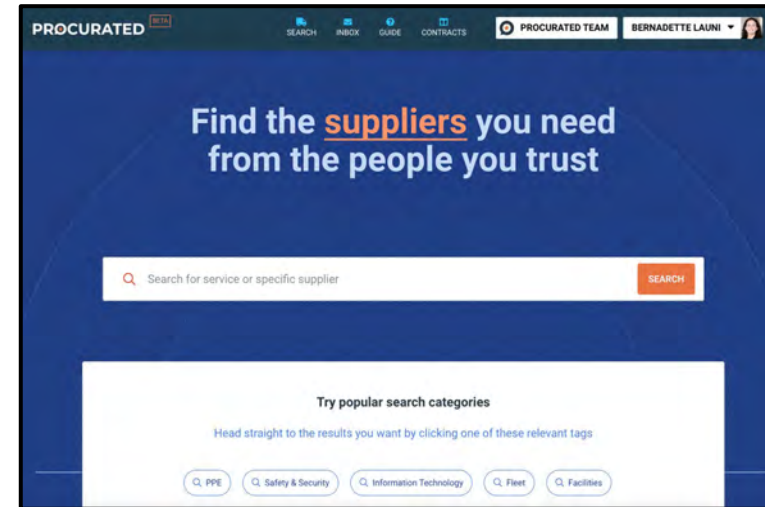 PROCURATED BETA
SEARCH INBOX GUIDE CONTRACTS PROCURATED TEAM BERNADETTE LAUNI
Find the suppliers you need
from the people you trust
Search for service or specific supplier SEARCH
Try popular search categories
Head straight to the results you want by clicking one of these relevant tags
PPE Safety & Security Information Technology Fleet Facilities